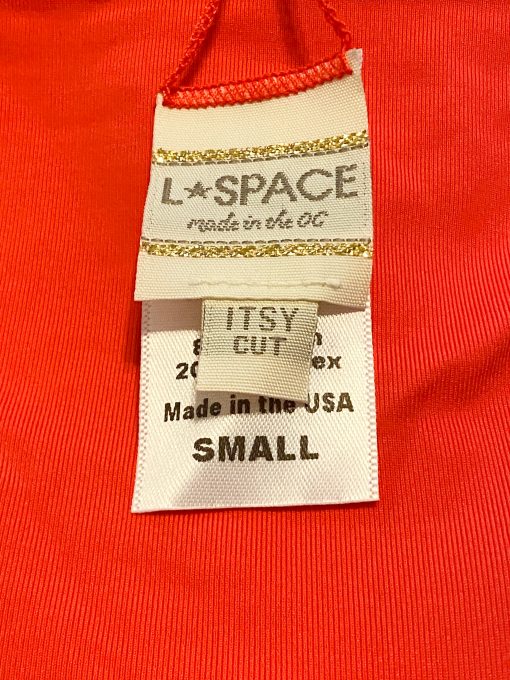 L★SPACE
made in the OC
ITSY
CUT
Made in the USA
SMALL